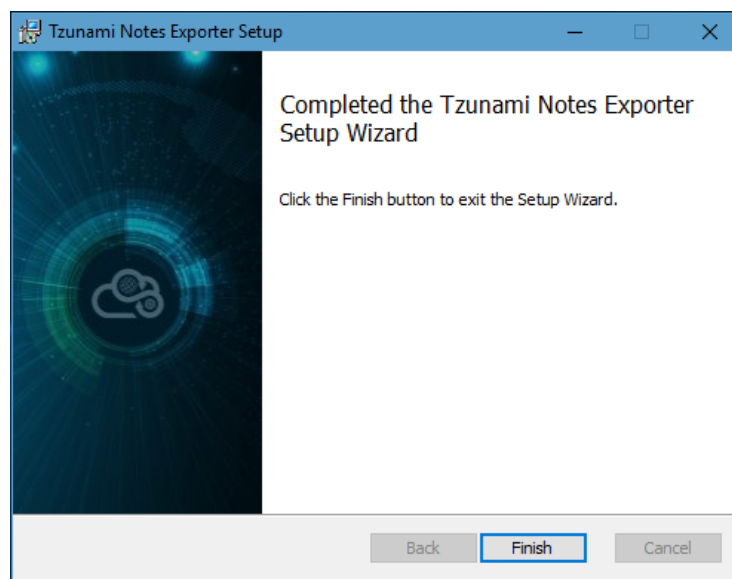 Tzunami Notes Exporter Setup
Completed the Tzunami Notes Exporter
Setup Wizard
Click the Finish button to exit the Setup Wizard.
Back
Finish
Cancel